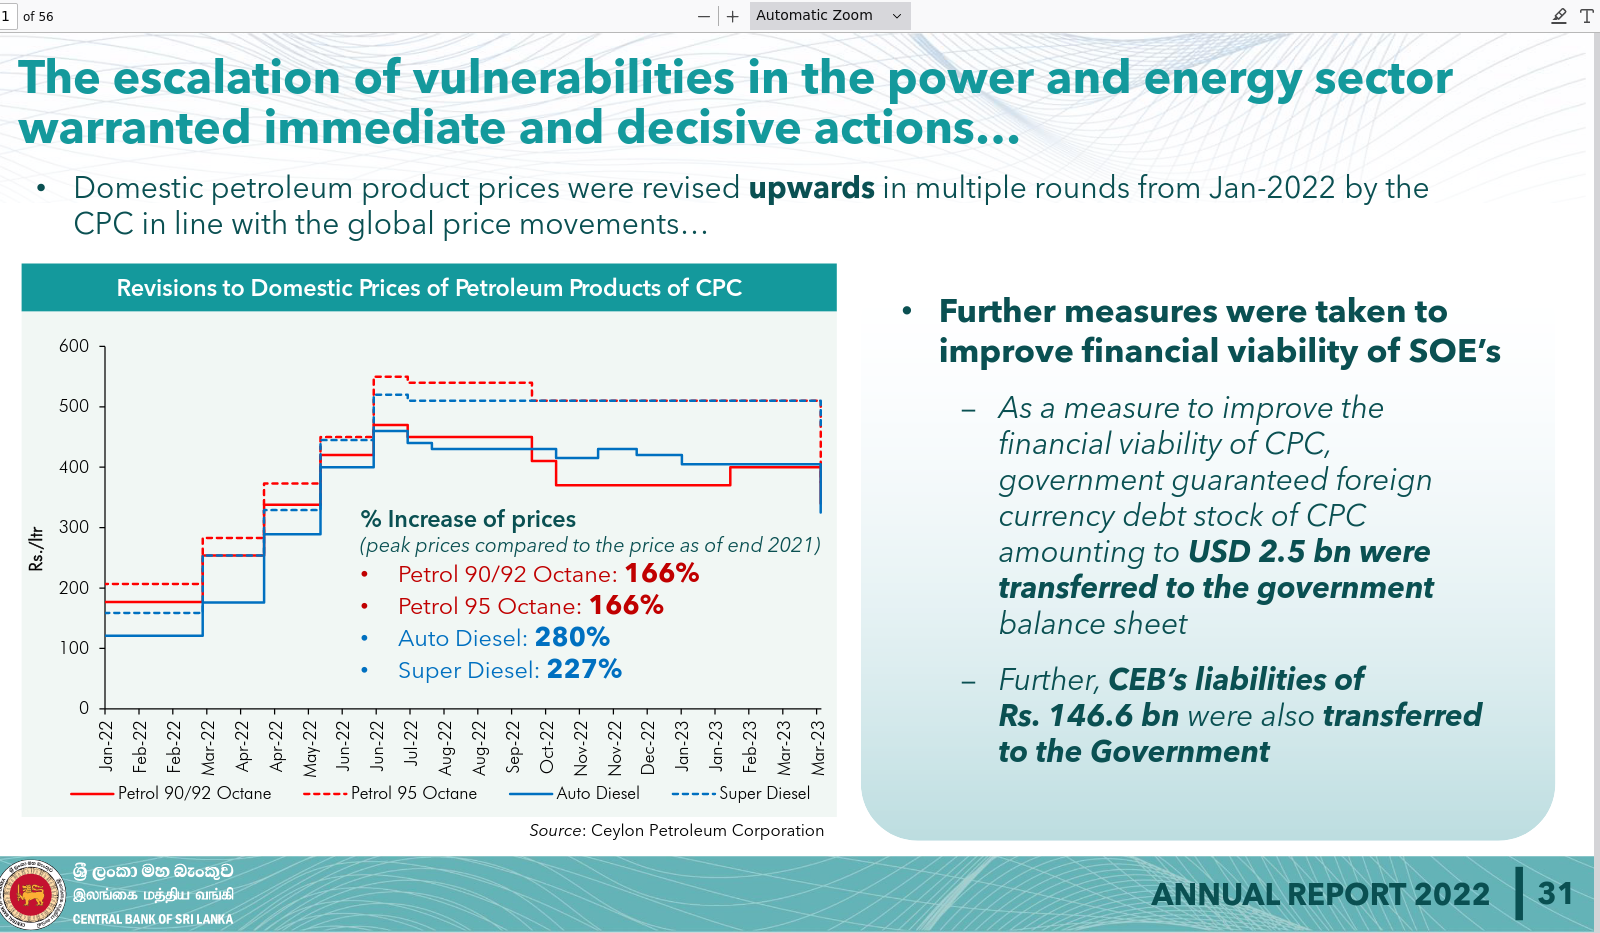 1 of 56
Automatic Zoom
The escalation of vulnerabilities in the power and energy sector
warranted immediate and decisive actions...
• Domestic petroleum product prices were revised upwards in multiple rounds from Jan-2022 by the
CPC in line with the global price movements...
Revisions to Domestic Prices of Petroleum Products of CPC
600
500
400
300
200
100
0
Rs./ltr
% Increase of prices
(peak prices compared to the price as of end 2021)
• Petrol 90/92 Octane: 166%
• Petrol 95 Octane: 166%
• Auto Diesel: 280%
• Super Diesel: 227%
Jan-22
Feb-22
Feb-22
Mar-22
Apr-22
Apr-22
May-22
Jun-22
Jun-22
Jul-22
Aug-22
Aug-22
Sep-22
Oct-22
Nov-22
Nov-22
Dec-22
Jan-23
Jan-23
Feb-23
Mar-23
Mar-23
Petrol 90/92 Octane Petrol 95 Octane Auto Diesel Super Diesel
Source: Ceylon Petroleum Corporation
• Further measures were taken to
improve financial viability of SOE's
– As a measure to improve the
financial viability of CPC,
government guaranteed foreign
currency debt stock of CPC
amounting to USD 2.5 bn were
transferred to the government
balance sheet
– Further, CEB's liabilities of
Rs. 146.6 bn were also transferred
to the Government
ශ්‍රී ලංකා මහ බැංකුව
இலங்கை மத்திய வங்கி
CENTRAL BANK OF SRI LANKA
ANNUAL REPORT 2022 31